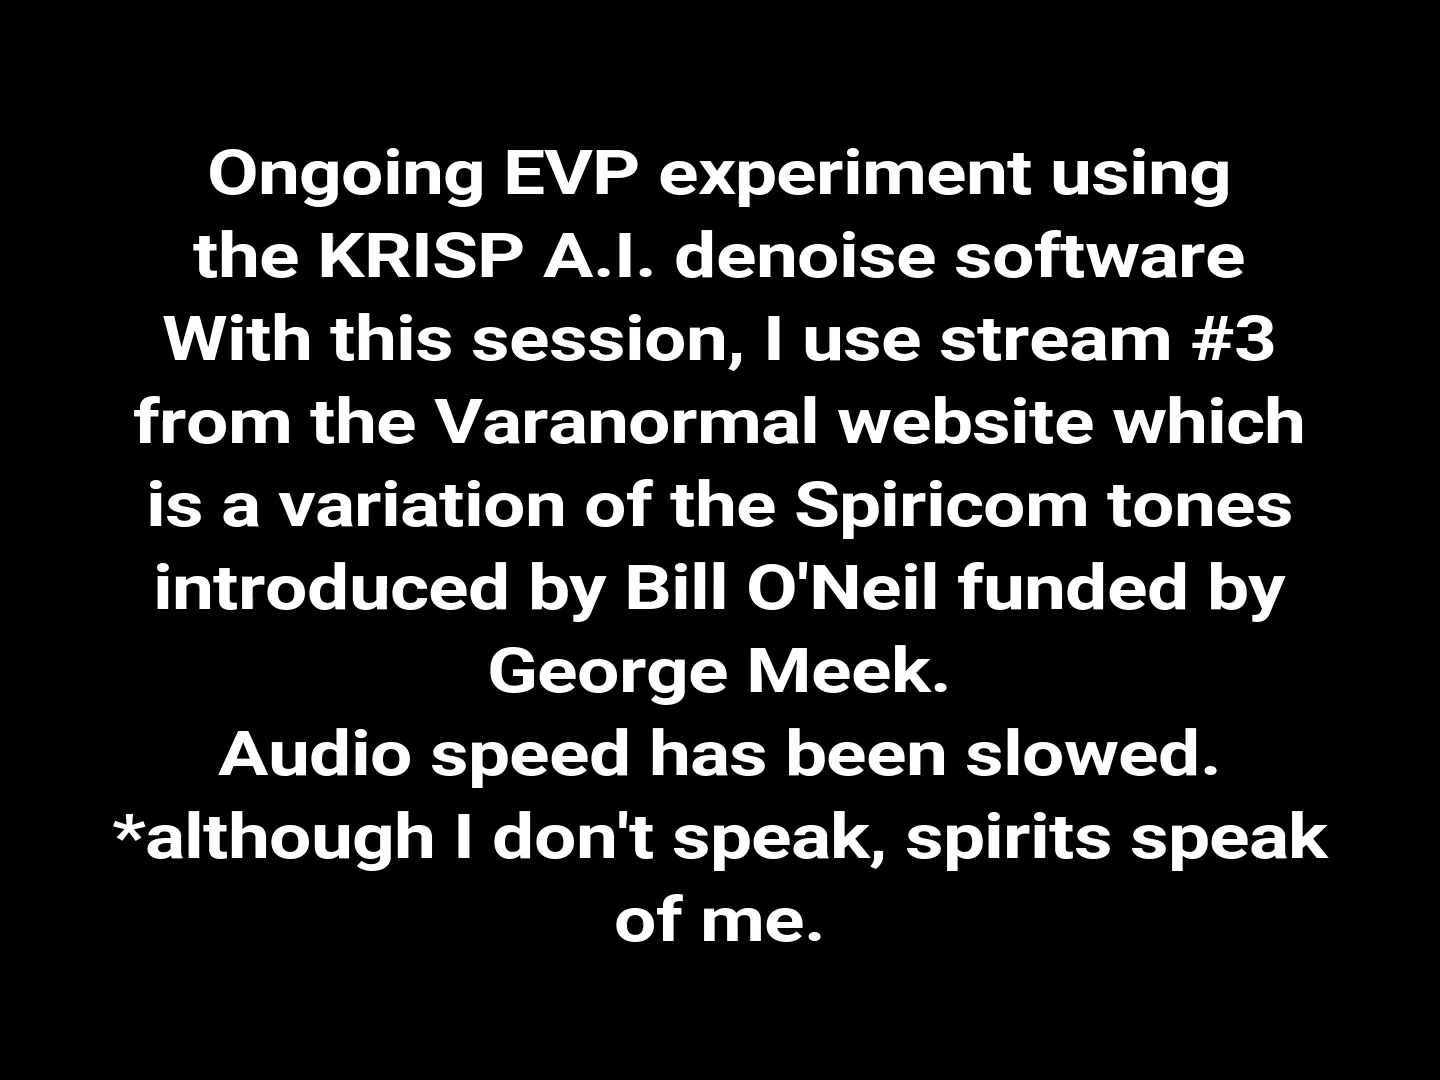 Ongoing EVP experiment using
the KRISP A.I. denoise software
With this session, I use stream #3
from the Varanormal website which
is a variation of the Spiricom tones
introduced by Bill O'Neil funded by
George Meek.
Audio speed has been slowed.
*although I don't speak, spirits speak
of me.